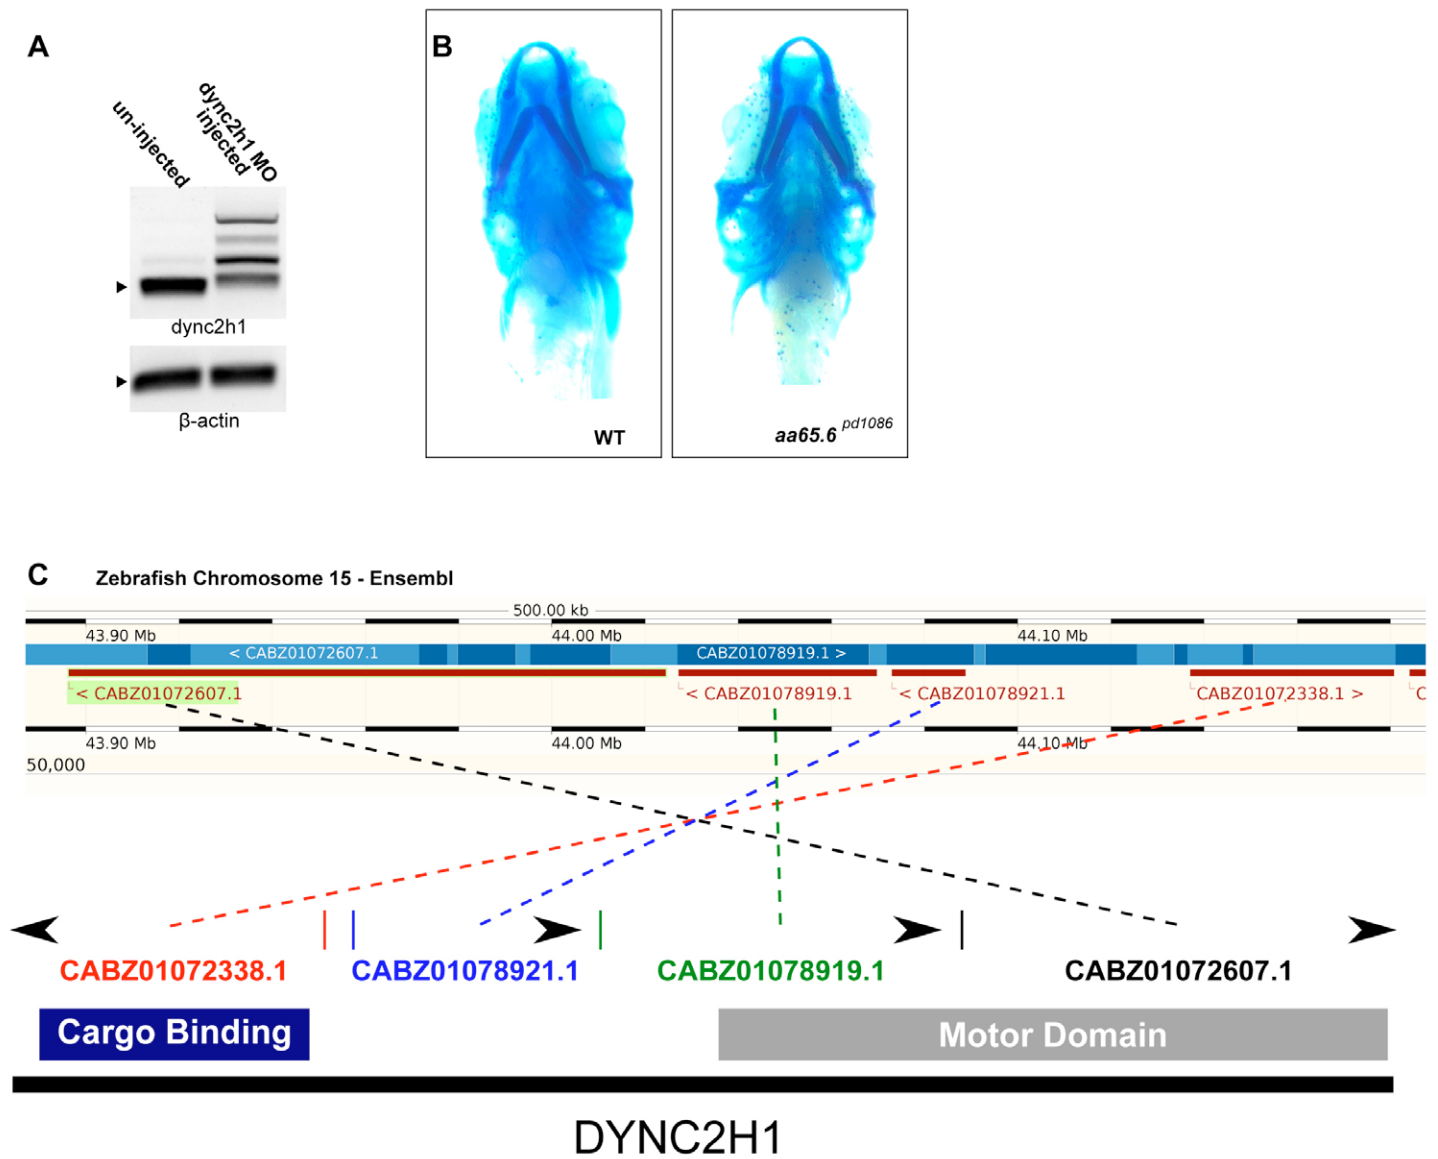 A
B
un-injected
dync2h1 MO
injected
dync2h1
β-actin
WT
aa65.6 pd1086
C
Zebrafish Chromosome 15 - Ensembl
500.00 kb
43.90 Mb 44.00 Mb 44.10 Mb
< CABZ01072607.1 CABZ01078919.1 >
< CABZ01072607.1 < CABZ01078919.1 < CABZ01078921.1 CABZ01072338.1 > C
43.90 Mb 44.00 Mb 44.10 Mb
50,000
CABZ01072338.1 CABZ01078921.1 CABZ01078919.1 CABZ01072607.1
Cargo Binding Motor Domain
DYNC2H1